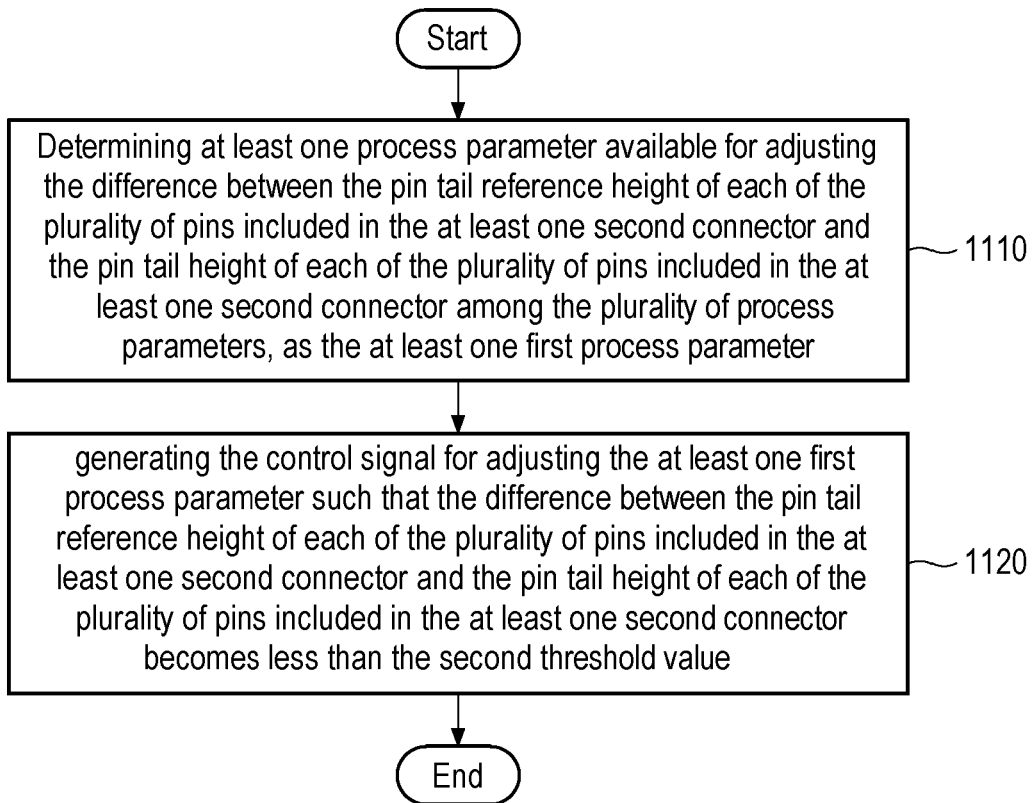 Start
Determining at least one process parameter available for adjusting
the difference between the pin tail reference height of each of the
plurality of pins included in the at least one second connector and
the pin tail height of each of the plurality of pins included in the at
least one second connector among the plurality of process
parameters, as the at least one first process parameter
1110
generating the control signal for adjusting the at least one first
process parameter such that the difference between the pin tail
reference height of each of the plurality of pins included in the at
least one second connector and the pin tail height of each of the
plurality of pins included in the at least one second connector
becomes less than the second threshold value
1120
End